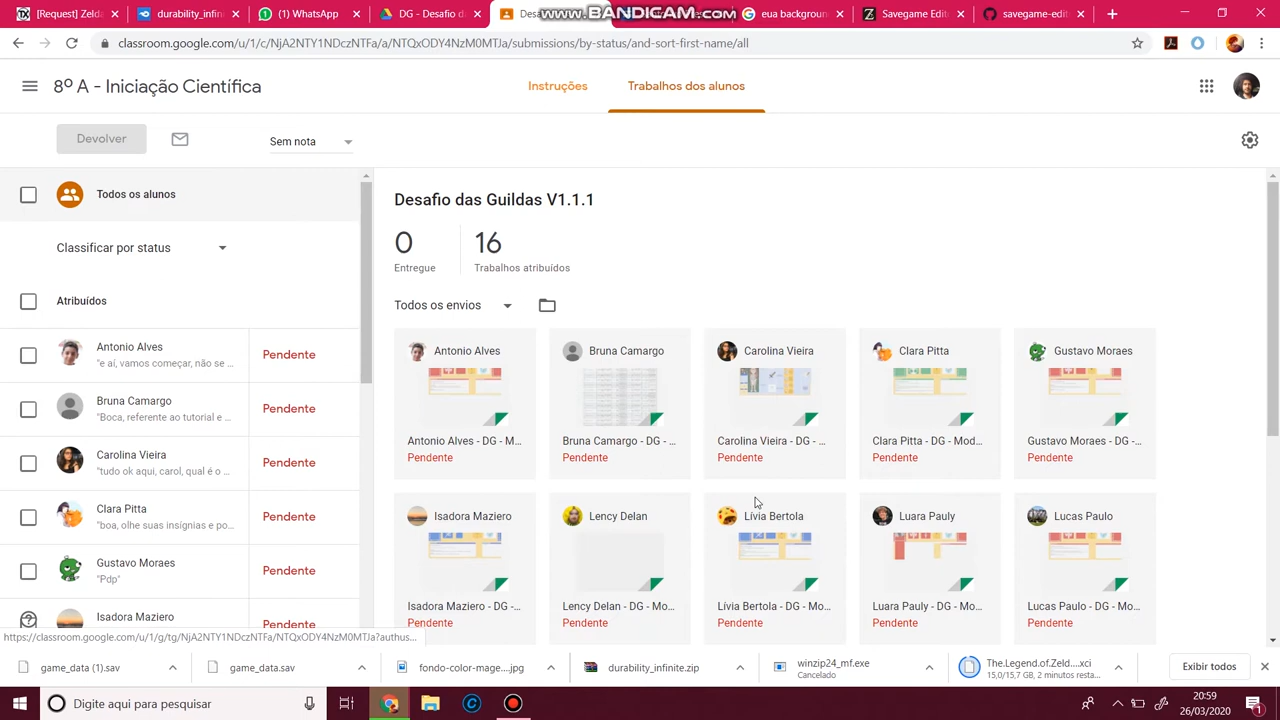 [TX] Rede
durability_infin
(1) WhatsApp
DG - Desafio d
Des
www.BANDICAM.com
eua backgroun
Savegame Edit
savegame-edit
classroom.google.com/u/1/c/NjA2NTY1NDczNTFa/a/NTQxODY4NzM0MTJa/submissions/by-status/and-sort-first-name/all
8º A - Iniciação Científica
Instruções
Trabalhos dos alunos
Devolver
Sem nota
Todos os alunos
Classificar por status
Atribuídos
Antonio Alves
"e aí, vamos começar, não se ...
Pendente
Bruna Camargo
"Boca, referente ao tutorial e ...
Pendente
Carolina Vieira
"tudo ok aqui, carol, qual é o ...
Pendente
Clara Pitta
"boa, olhe suas insígnias e po...
Pendente
Gustavo Moraes
"Pdp"
Pendente
Isadora Maziero
Pendente
Desafio das Guildas V1.1.1
0
16
Entregue
Trabalhos atribuídos
Todos os envios
Antonio Alves
Bruna Camargo
Carolina Vieira
Clara Pitta
Gustavo Moraes
Antonio Alves - DG - M...
Bruna Camargo - DG - ...
Carolina Vieira - DG - ...
Clara Pitta - DG - Mod...
Gustavo Moraes - DG -...
Pendente
Pendente
Pendente
Pendente
Pendente
Isadora Maziero
Lency Delan
Lívia Bertola
Luara Pauly
Lucas Paulo
Isadora Maziero - DG -...
Lency Delan - DG - Mo...
Lívia Bertola - DG - Mo...
Luara Pauly - DG - Mo...
Lucas Paulo - DG - Mo...
Pendente
Pendente
Pendente
Pendente
Pendente
https://classroom.google.com/u/1/g/tg/NjA2NTY1NDczNTFa/NTQxODY4NzM0MTJa?authus...
game_data (1).sav
game_data.sav
fondo-color-mage....jpg
durability_infinite.zip
winzip24_mf.exe
Cancelado
The.Legend.of.Zeld....xci
15,0/15,7 GB, 2 minutos resta...
Exibir todos
Digite aqui para pesquisar
20:59
26/03/2020
1